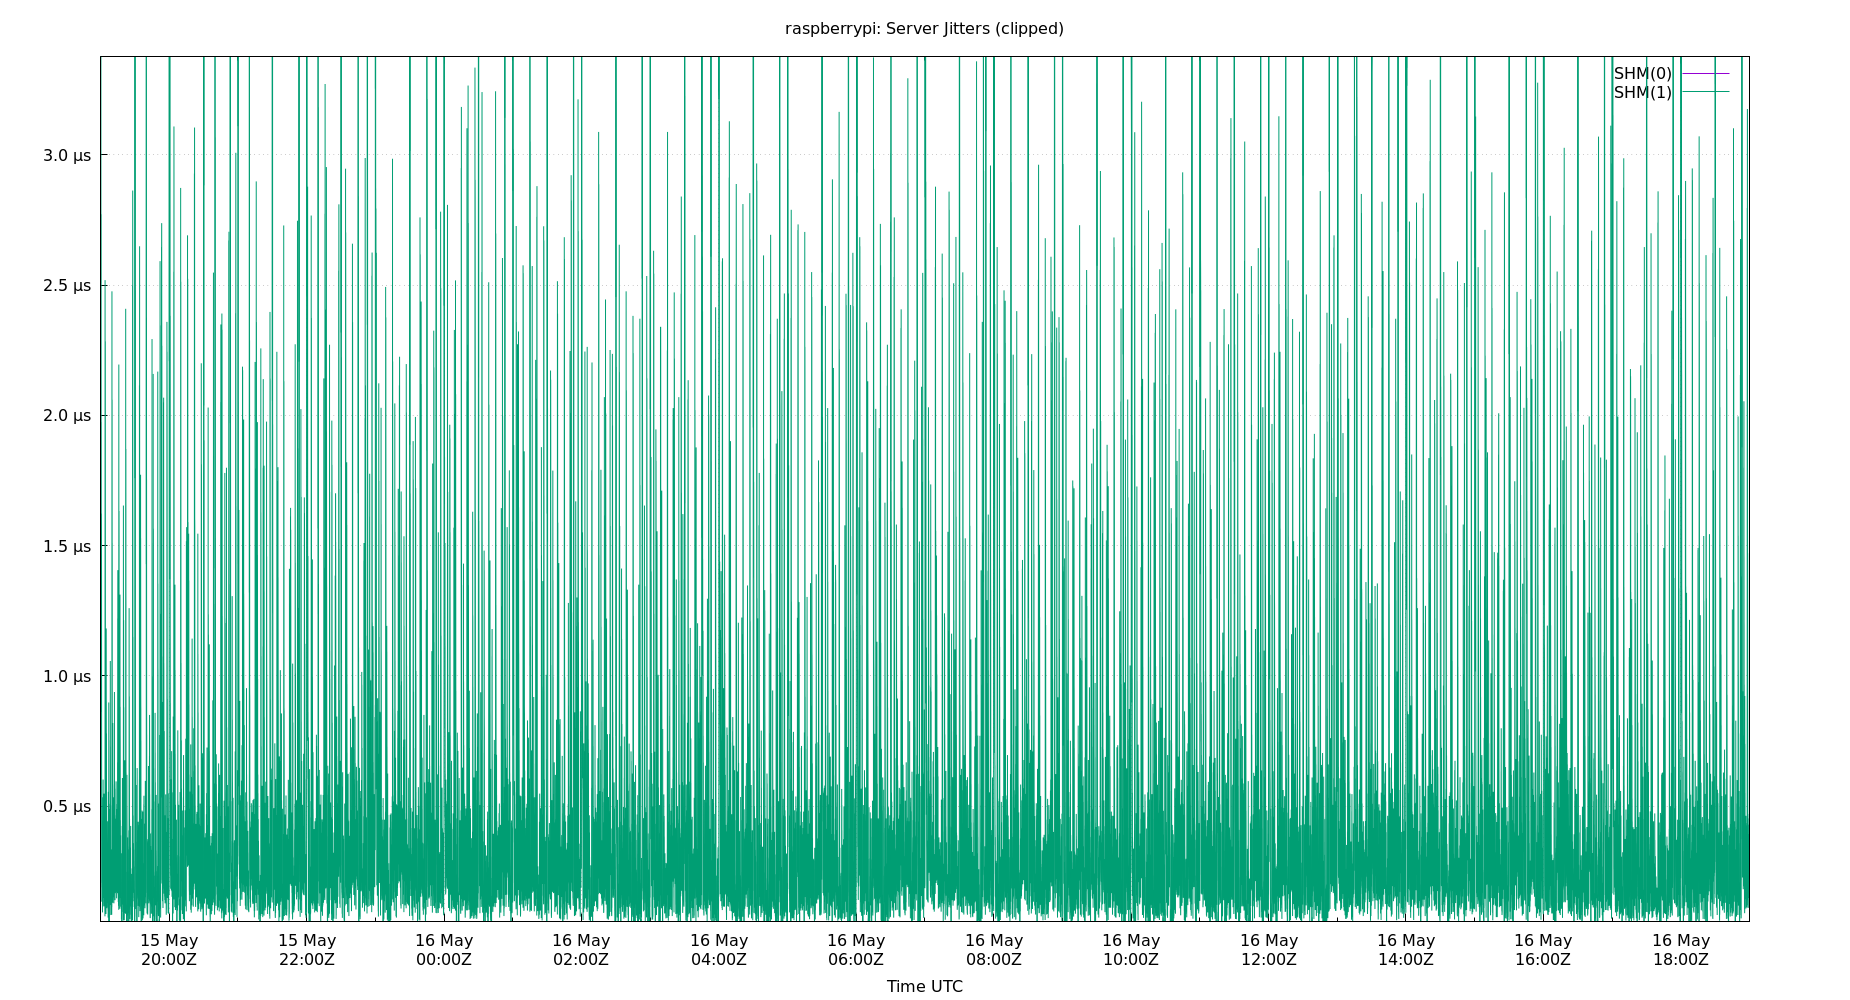 raspberrypi: Server Jitters (clipped)
SHM(0)
SHM(1)
3.0 µs
2.5 µs
2.0 µs
1.5 µs
1.0 µs
0.5 µs
15 May 15 May 16 May 16 May 16 May 16 May 16 May 16 May 16 May 16 May 16 May 16 May
20:00Z 22:00Z 00:00Z 02:00Z 04:00Z 06:00Z 08:00Z 10:00Z 12:00Z 14:00Z 16:00Z 18:00Z
Time UTC